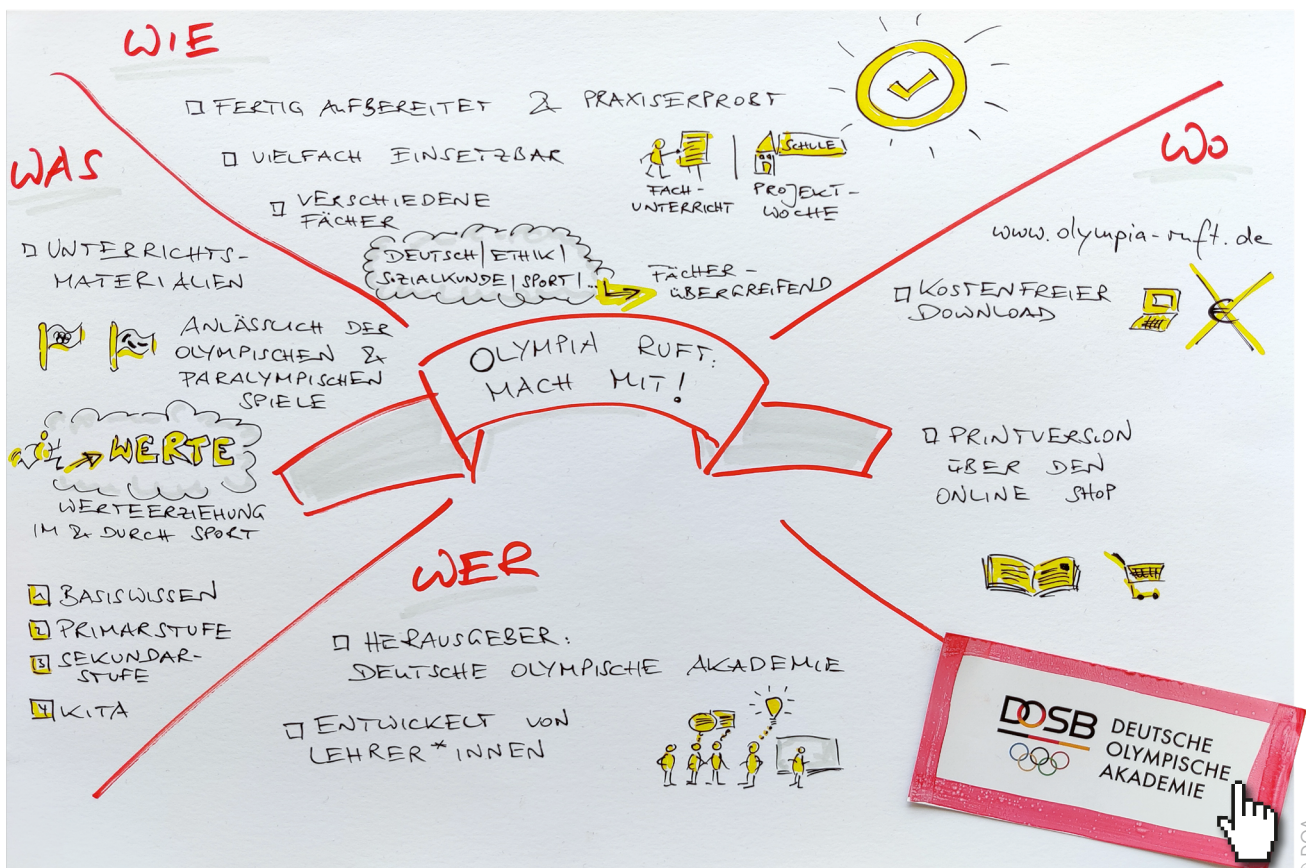 WIE
□ FERTIG AUFBEREITET & PRAXISERPROBT
□ VIELFACH EINSETZBAR
FACH-
UNTERRICHT
SCHULE
PROJEKT-
WOCHE
□ VERSCHIEDENE
FÄCHER
DEUTSCH | ETHIK |
SIZIALKUNDE | SPORT | ...
FÄCHER-
ÜBERGREIFEND
WAS
□ UNTERRICHTS-
MATERIALIEN
ANLÄSSLICH DER
OLYMPISCHEN &
PARALYMPISCHEN
SPIELE
WERTE
WERTEERZIEHUNG
IM & DURCH SPORT
1 BASISWISSEN
2 PRIMARSTUFE
3 SEKUNDAR-
STUFE
4 KITA
OLYMPIA RUFT:
MACH MIT!
WO
www.olympia-ruft.de
□ KOSTENFREIER
DOWNLOAD
€
□ PRINTVERSION
ÜBER DEN
ONLINE SHOP
WER
□ HERAUSGEBER:
DEUTSCHE OLYMPISCHE AKADEMIE
□ ENTWICKELT VON
LEHRER*INNEN
DOSB
DEUTSCHE
OLYMPISCHE
AKADEMIE